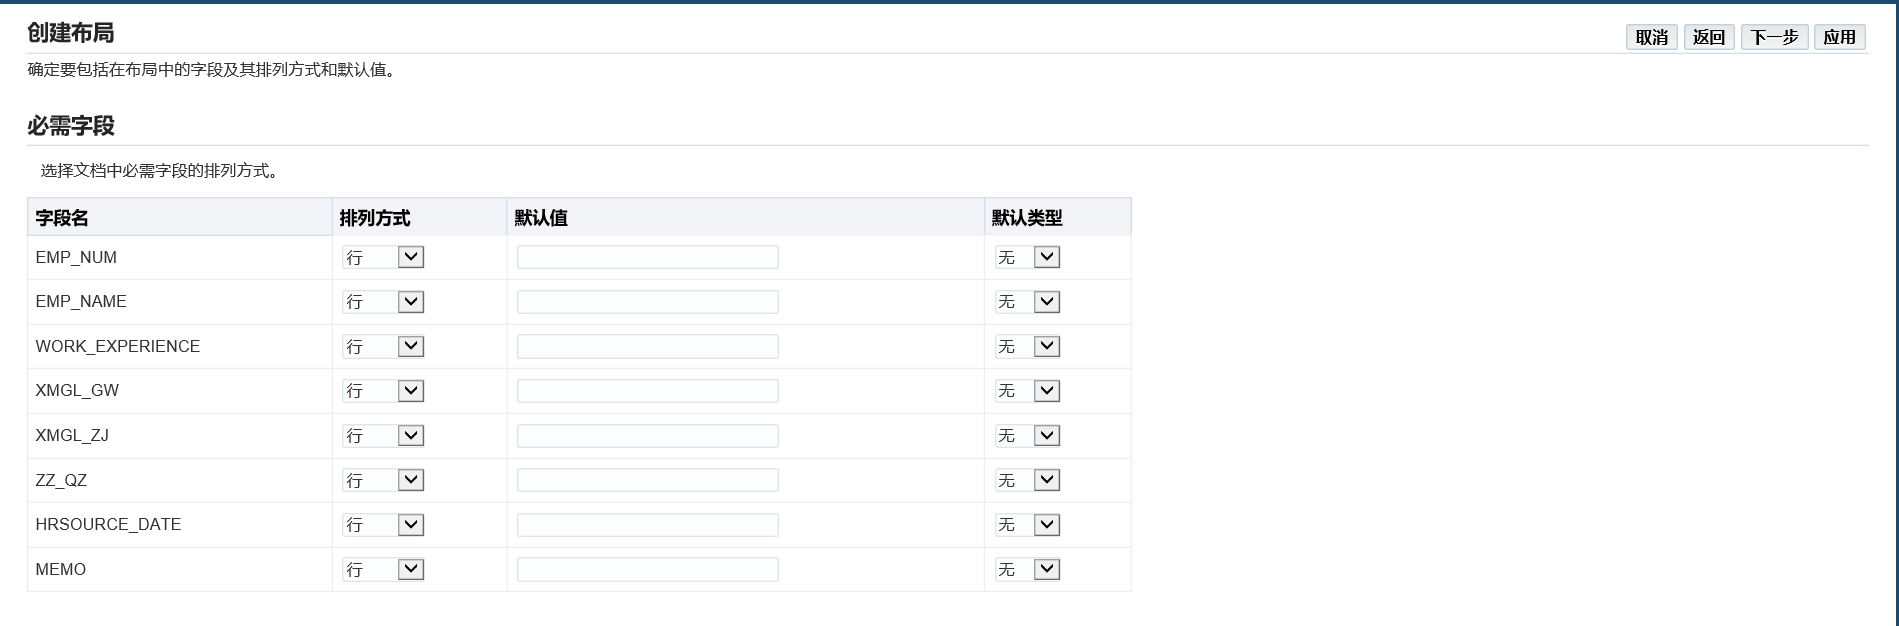 创建布局
取消 返回 下一步 应用
确定要包括在布局中的字段及其排列方式和默认值。
必需字段
选择文档中必需字段的排列方式。
字段名 排列方式 默认值 默认类型
EMP_NUM 行 无
EMP_NAME 行 无
WORK_EXPERIENCE 行 无
XMGL_GW 行 无
XMGL_ZJ 行 无
ZZ_QZ 行 无
HRSOURCE_DATE 行 无
MEMO 行 无